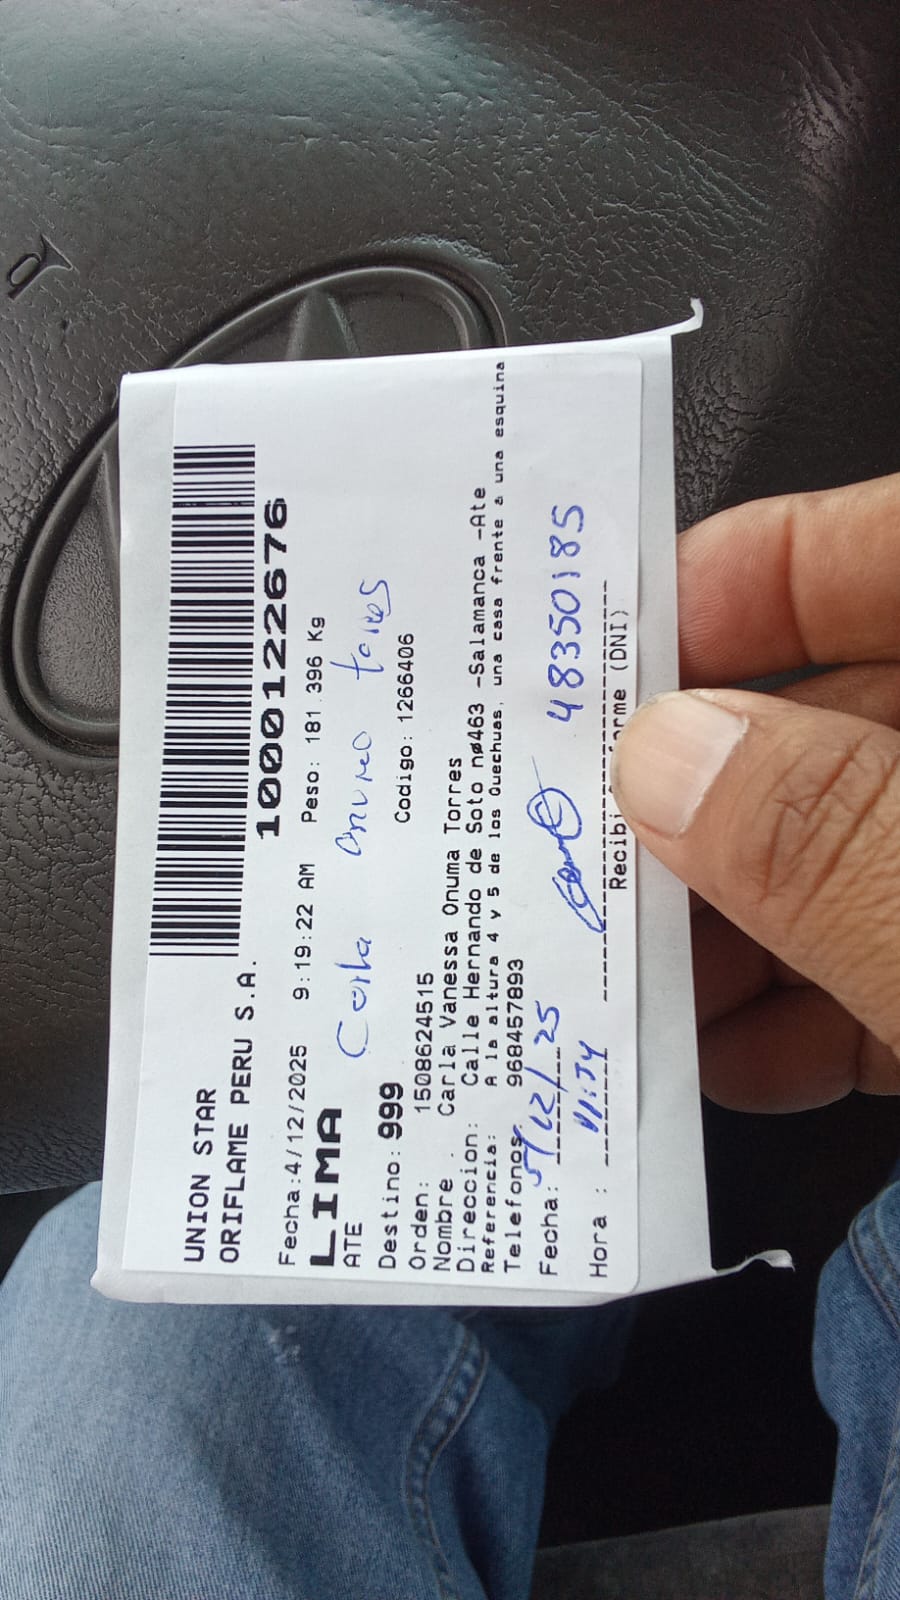 UNION STAR
ORIFLAME PERU S.A.
100122676
Fecha:4/12/2025 9:19:22 AM Peso: 181.396 Kg
LIMA
ATE
Carla Onumo torres
Destino: 999 Codigo: 1266406
Orden: 1508624515
Nombre : Carla Vanessa Onuma Torres
Direccion: Calle Hernando de Soto nø463 -Salamanca -Ate
Referencia: A la altura 4 y 5 de los Quechuas, una casa frente a una esquina
Telefonos: 968457893
Fecha: 5/12/25 48350185
Hora : 11:34
Recibi (DNI)